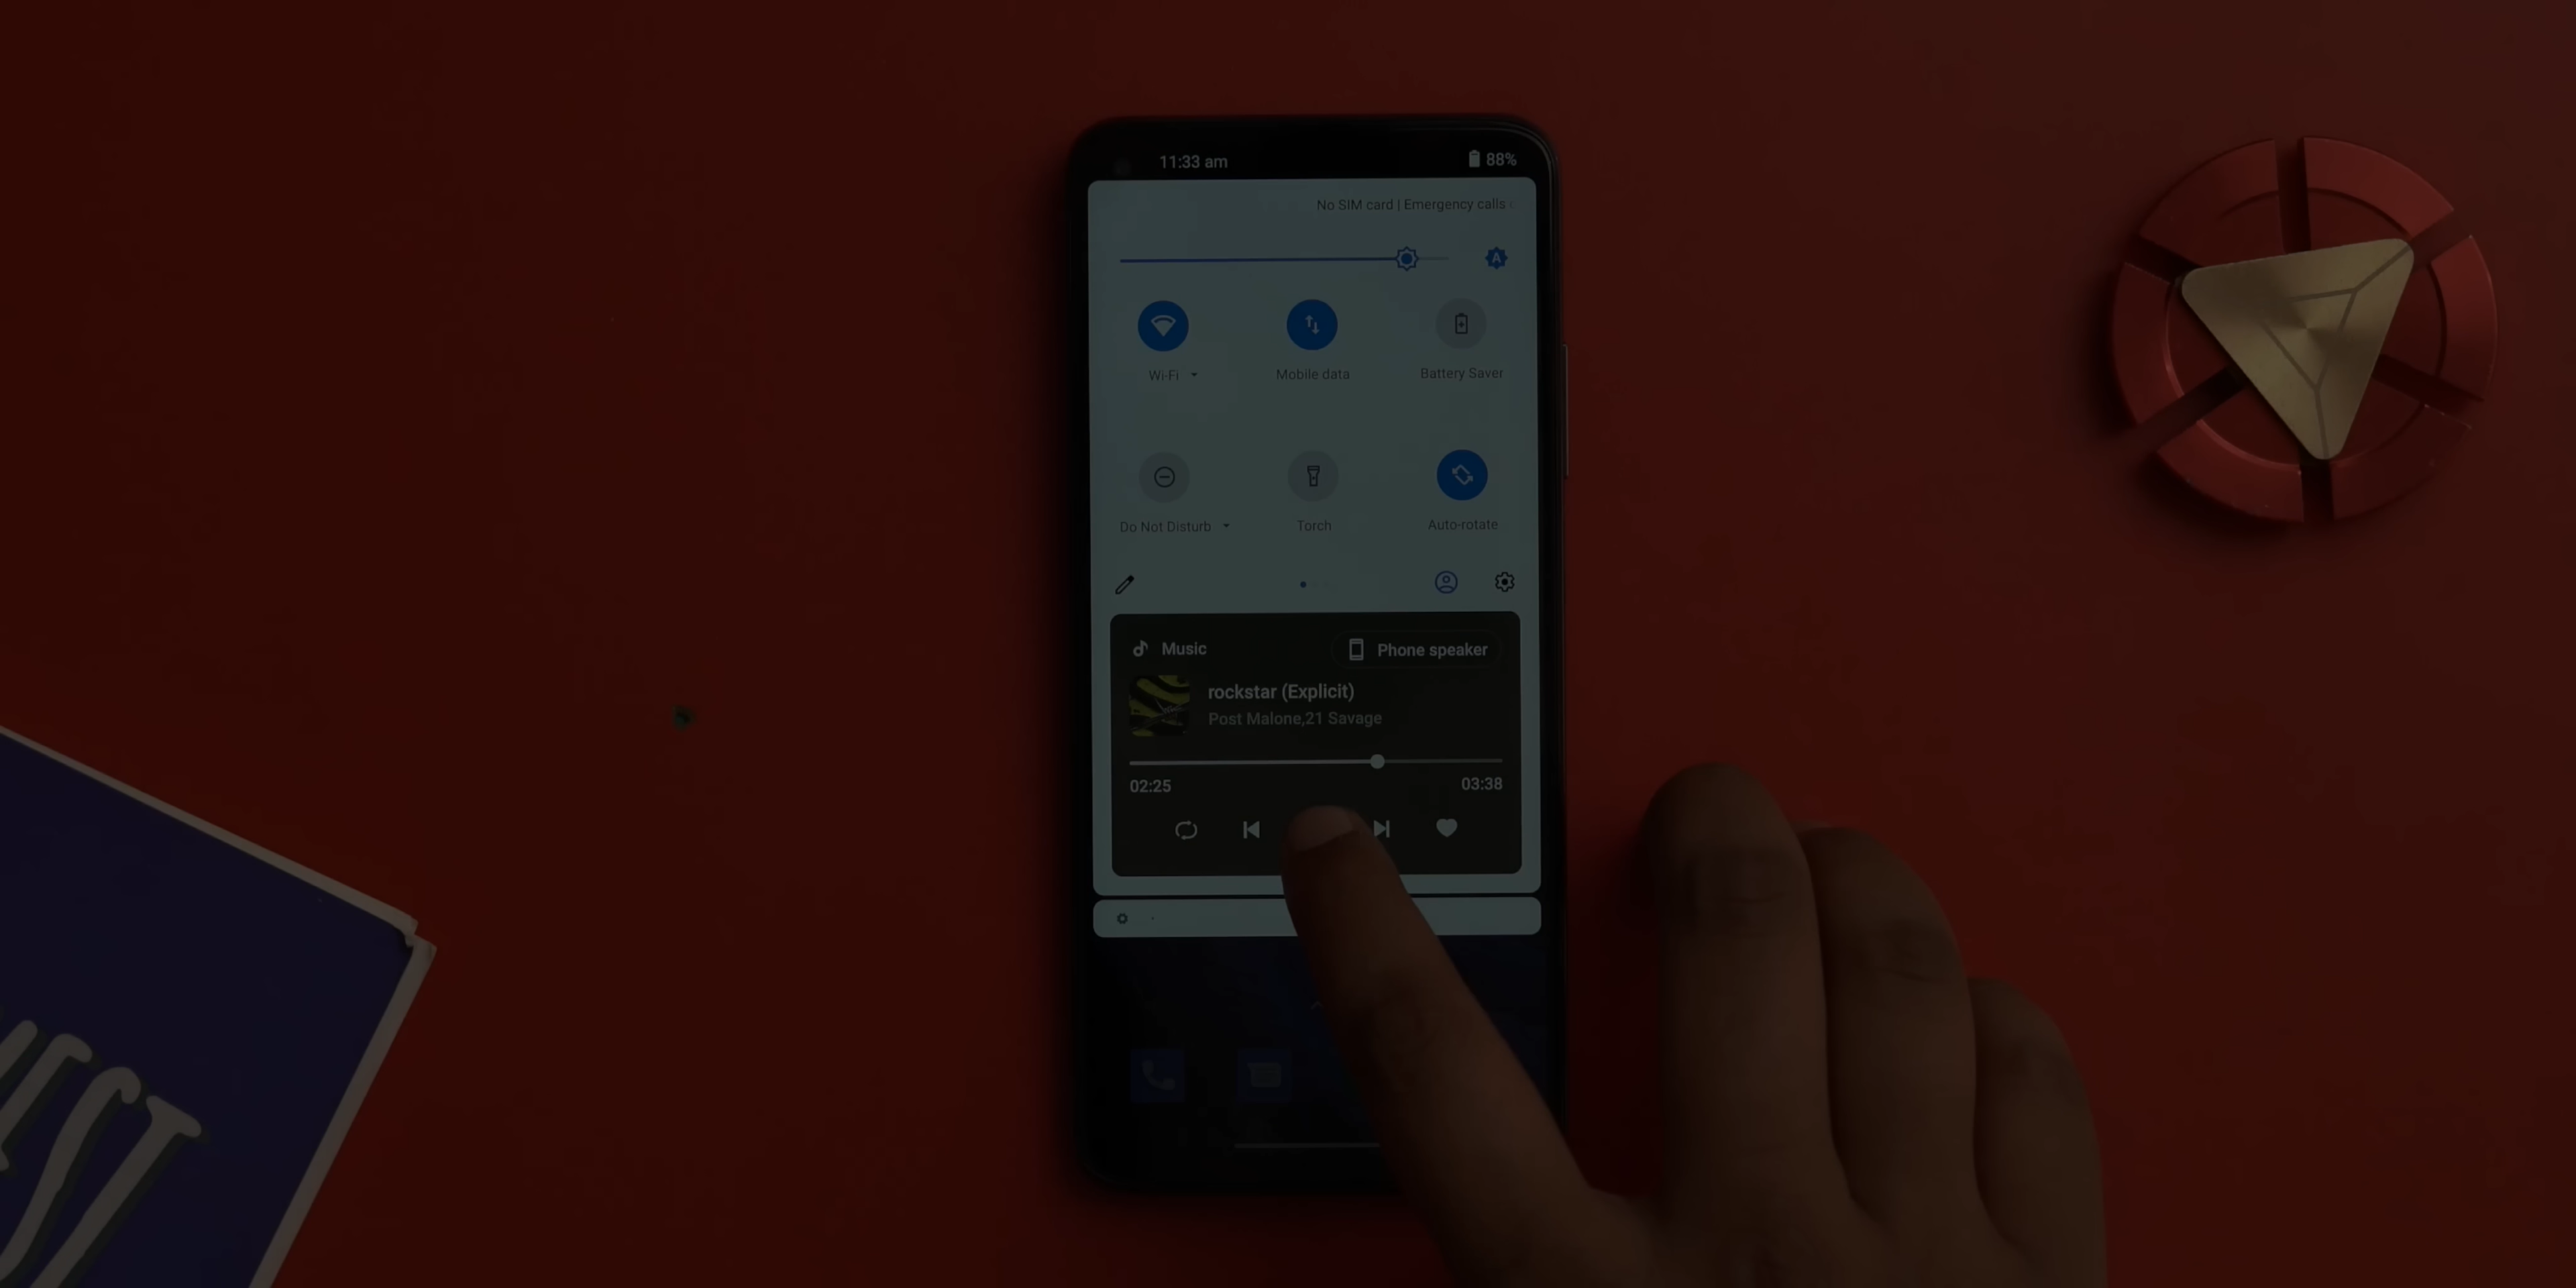 11:33 am
88%
No SIM card | Emergency calls
A
Wi-Fi
Mobile data
Battery Saver
Do Not Disturb
Torch
Auto-rotate
Music
Phone speaker
rockstar (Explicit)
Post Malone,21 Savage
02:25
03:38